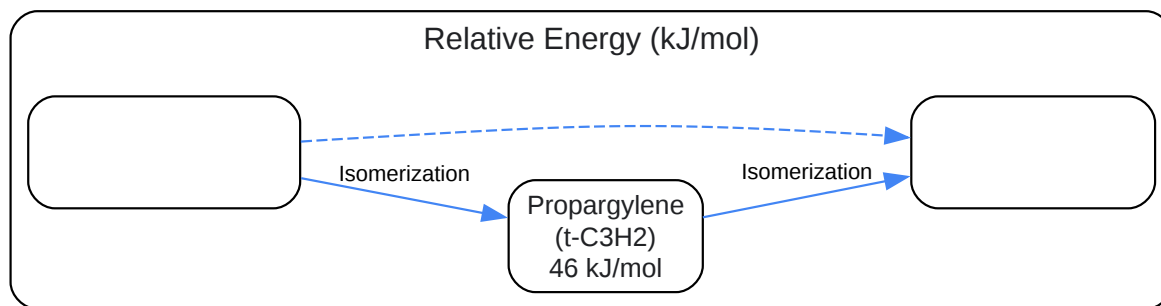 Relative Energy (kJ/mol)
Isomerization
Isomerization
Propargylene
(t-C3H2)
46 kJ/mol